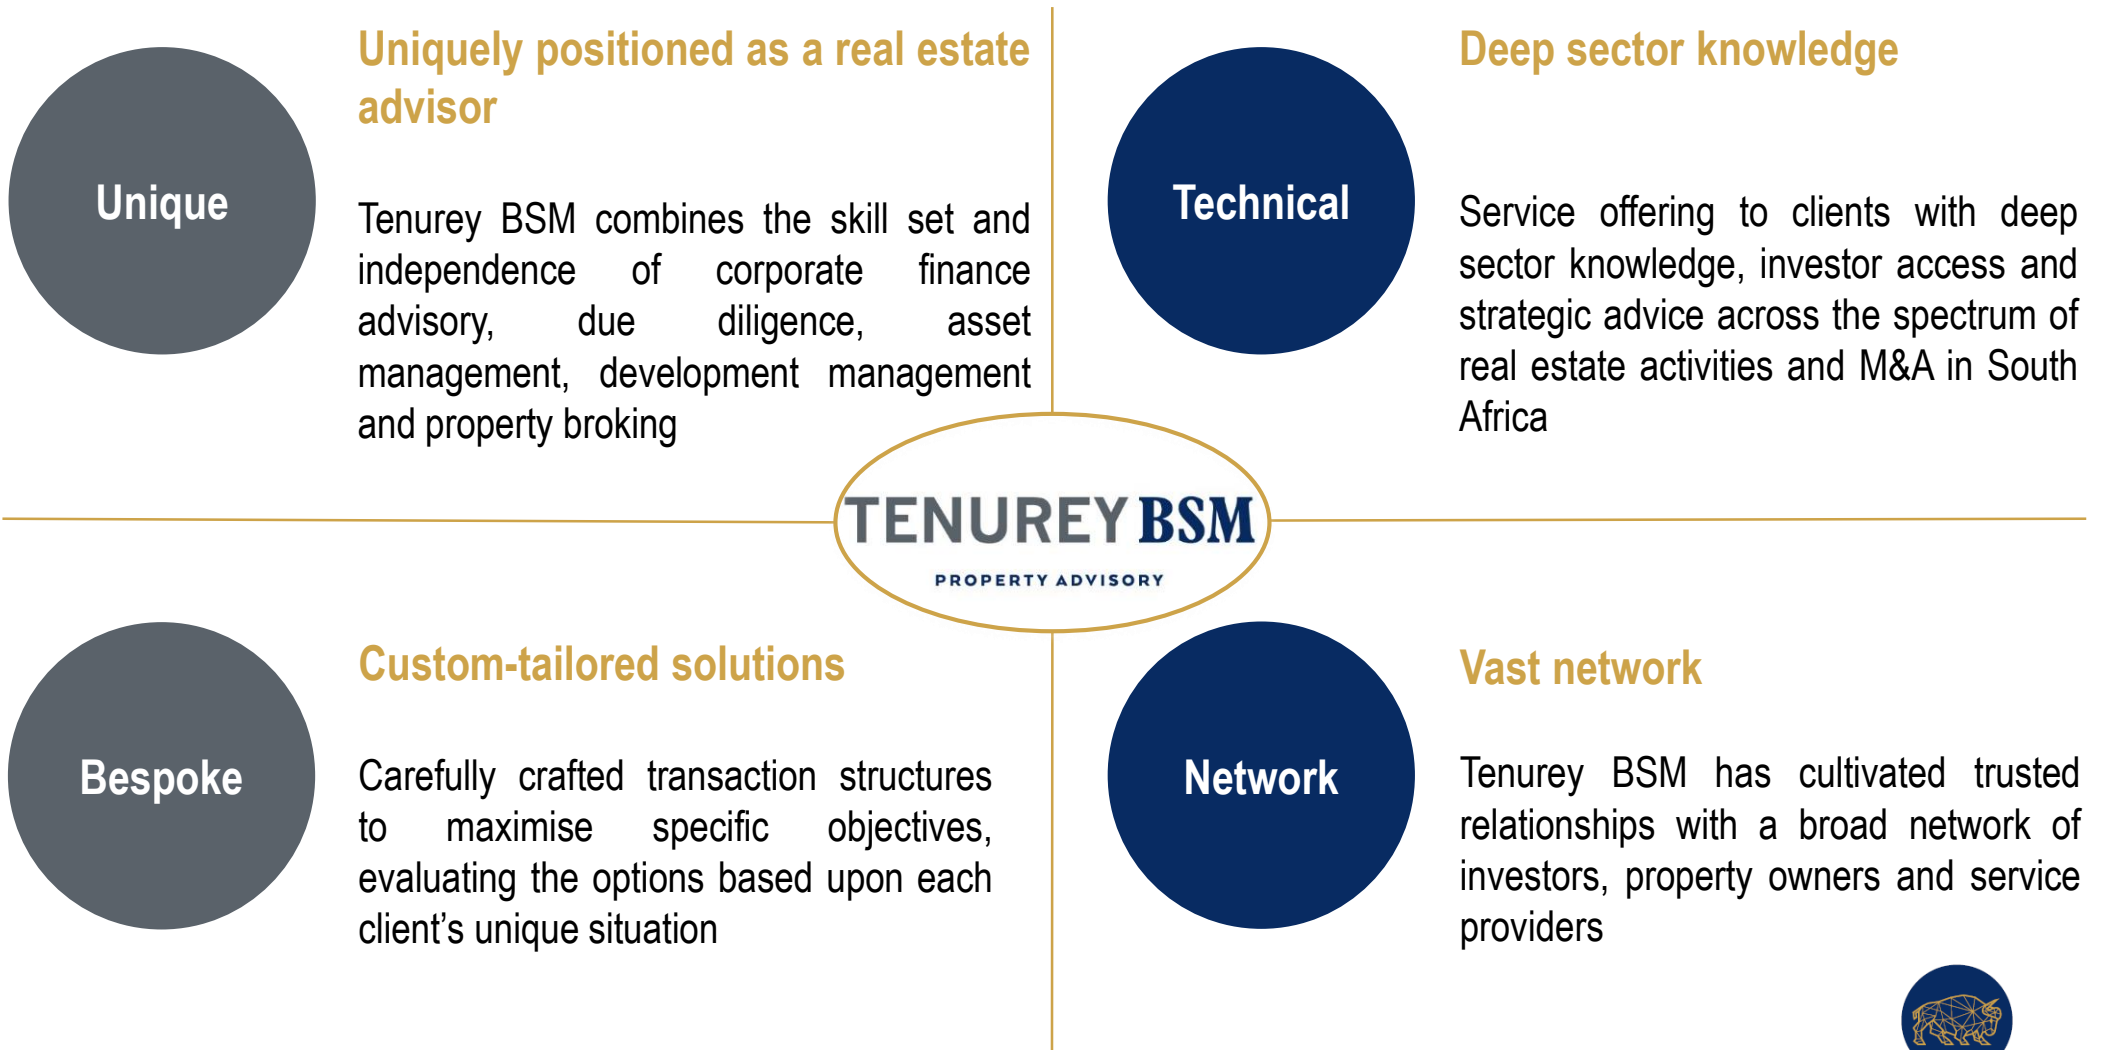 Unique
Uniquely positioned as a real estate
advisor
Tenurey BSM combines the skill set and
independence of corporate finance
advisory, due diligence, asset
management, development management
and property broking
Technical
Deep sector knowledge
Service offering to clients with deep
sector knowledge, investor access and
strategic advice across the spectrum of
real estate activities and M&A in South
Africa
TENUREY BSM
PROPERTY ADVISORY
Bespoke
Custom-tailored solutions
Carefully crafted transaction structures
to maximise specific objectives,
evaluating the options based upon each
client’s unique situation
Network
Vast network
Tenurey BSM has cultivated trusted
relationships with a broad network of
investors, property owners and service
providers